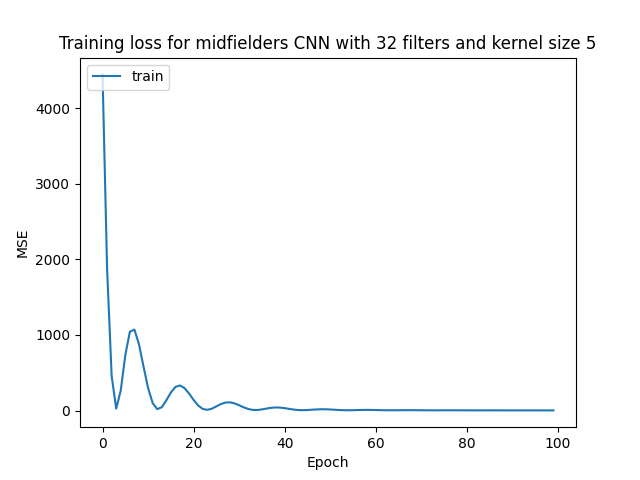 Training loss for midfielders CNN with 32 filters and kernel size 5
train
4000
3000
2000
1000
0
MSE
0 20 40 60 80 100
Epoch